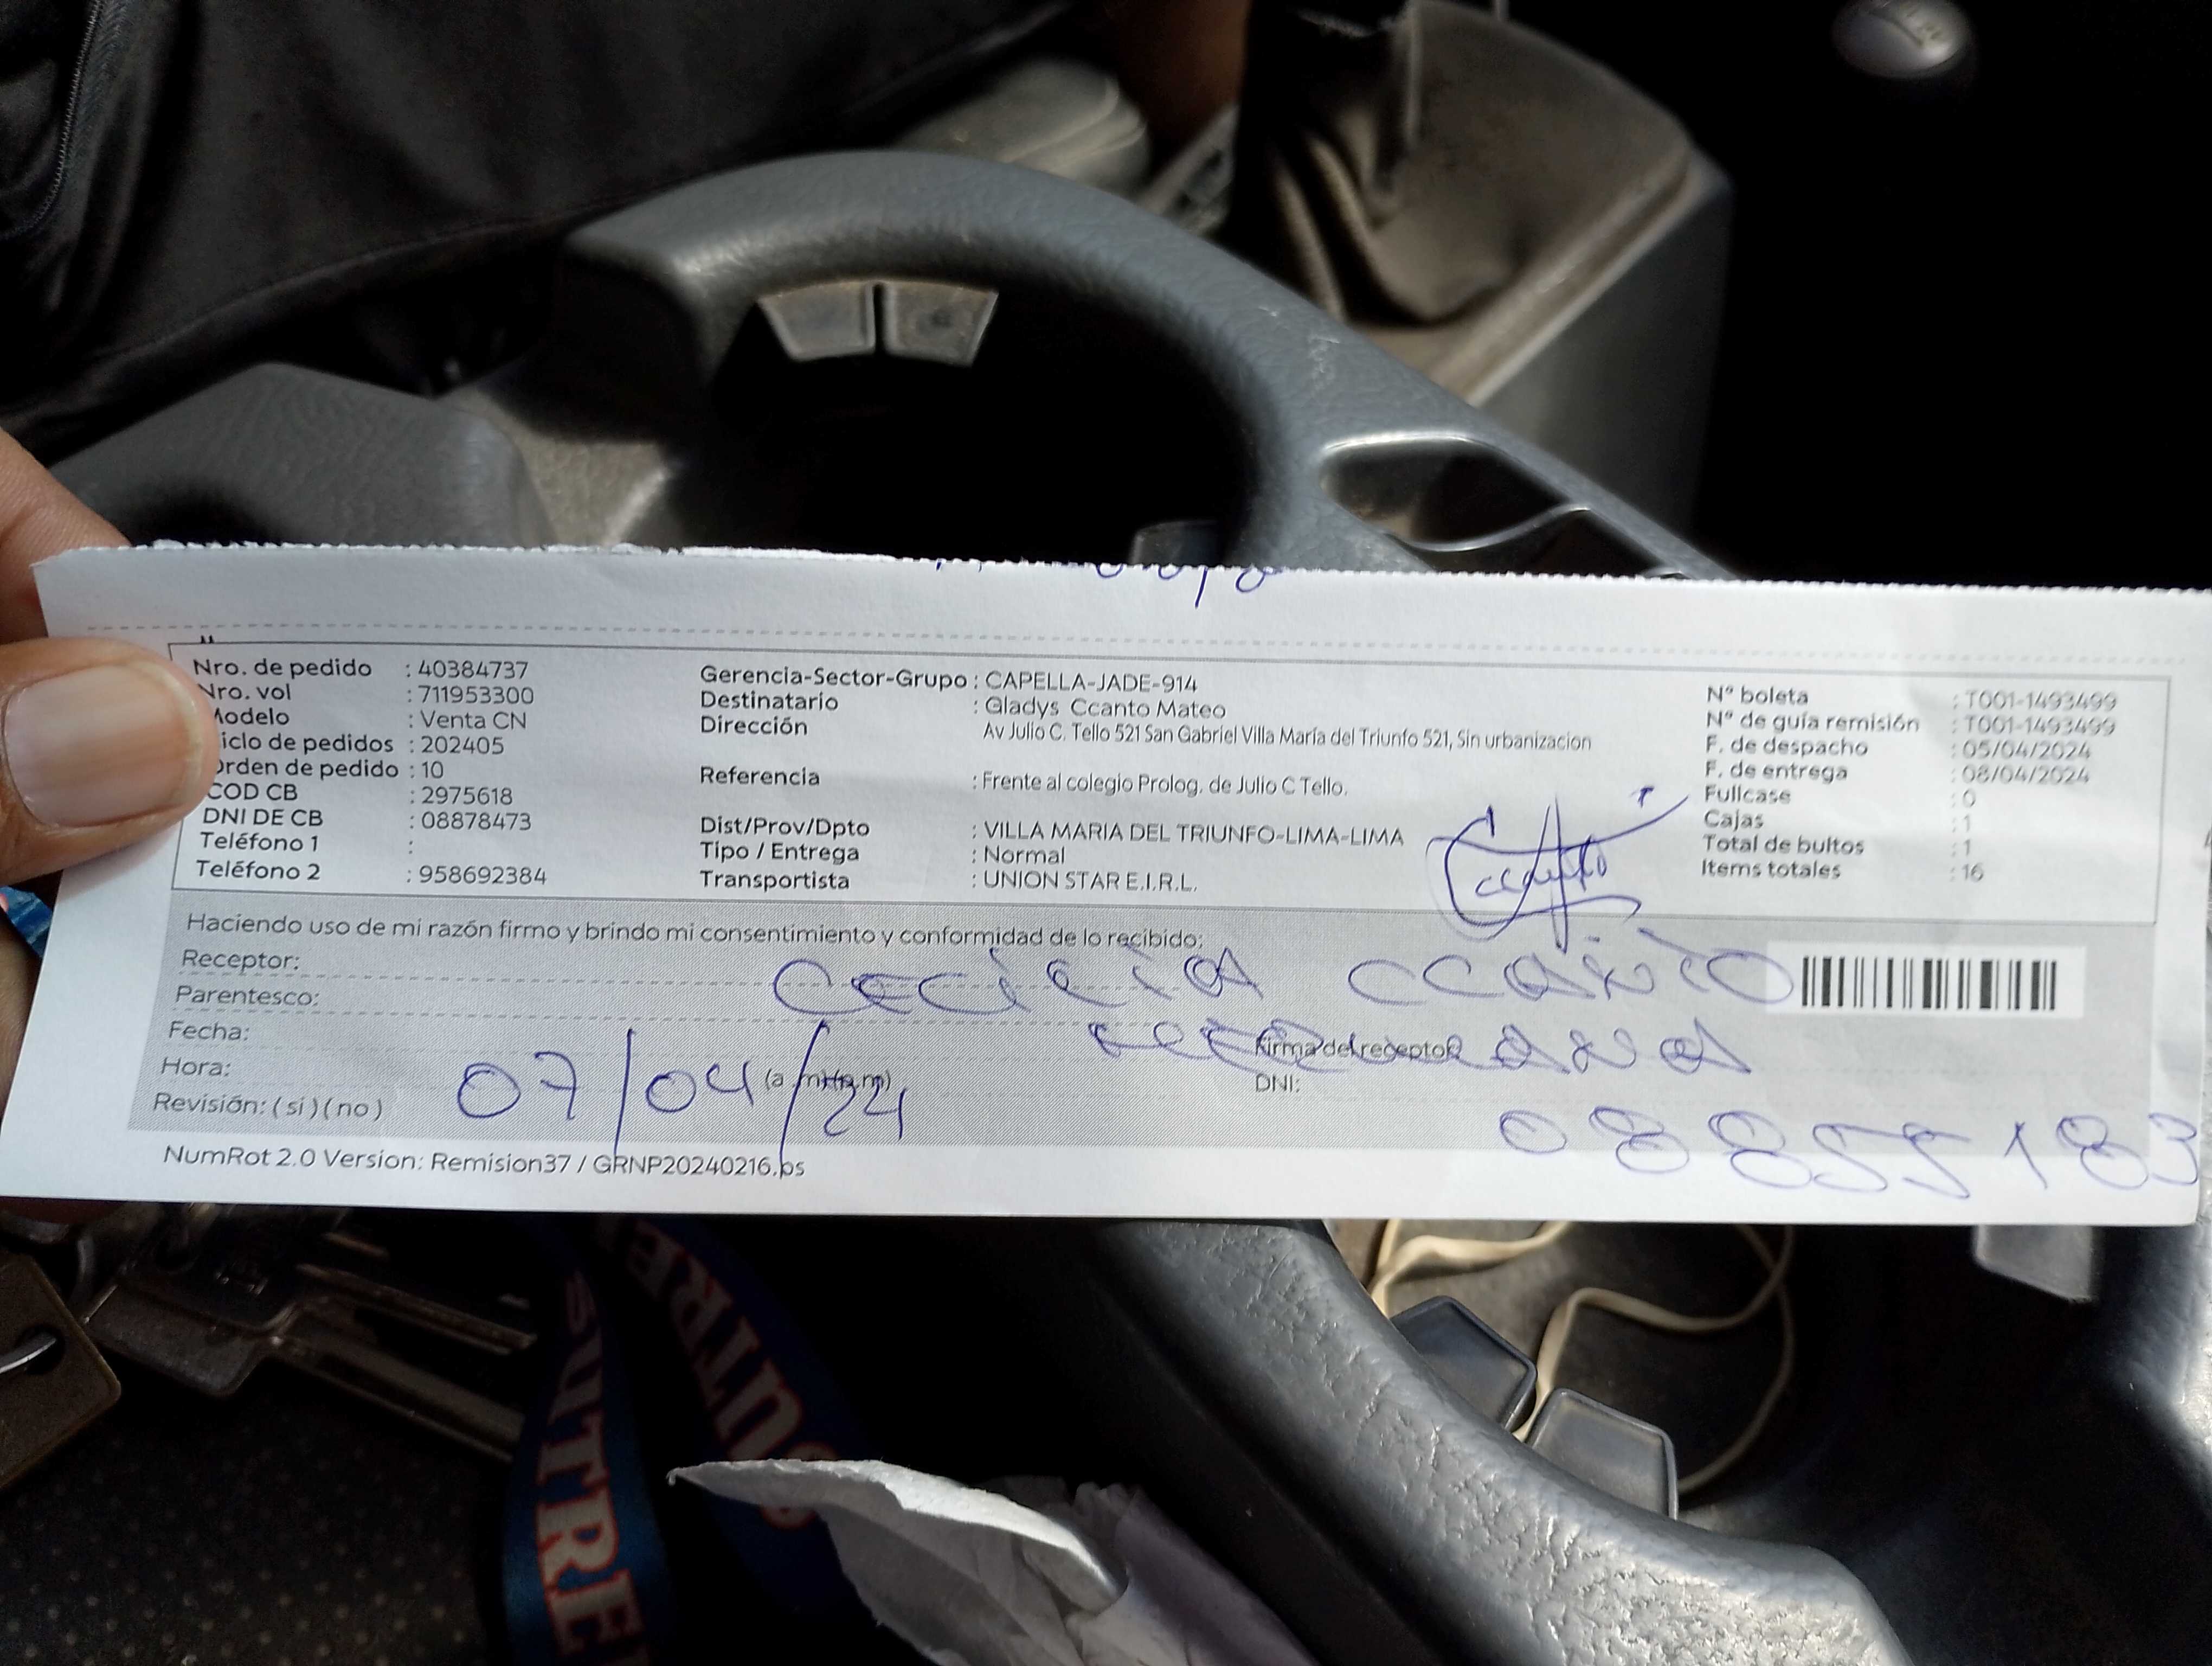 Nro. de pedido : 40384737
Nro. vol : 711953300
Modelo : Venta CN
iclo de pedidos : 202405
Orden de pedido : 10
COD CB : 2975618
DNI DE CB : 08878473
Teléfono 1 :
Teléfono 2 : 958692384
Gerencia-Sector-Grupo : CAPELLA-JADE-914
Destinatario : Gladys Ccanto Mateo
Dirección Av Julio C. Tello 521 San Gabriel Villa María del Triunfo 521, Sin urbanizacion
Referencia : Frente al colegio Prolog. de Julio C Tello.
Dist/Prov/Dpto : VILLA MARIA DEL TRIUNFO-LIMA-LIMA
Tipo / Entrega : Normal
Transportista : UNION STAR E.I.R.L.
N° boleta : T001-1493499
N° de guía remisión : T001-1493499
F. de despacho : 05/04/2024
F. de entrega : 08/04/2024
Fullcase : 0
Cajas : 1
Total de bultos : 1
Items totales : 16
Haciendo uso de mi razón firmo y brindo mi consentimiento y conformidad de lo recibido:
Receptor: CECILIA CCANTO
Parentesco: HERMANA
Fecha: 07/04/24
Hora: (a.m)(p.m)
Revisión: (si) (no)
Firma del receptor
DNI: 08855183
NumRot 2.0 Version: Remision37 / GRNP20240216.ps
SUTRE
SUTRE